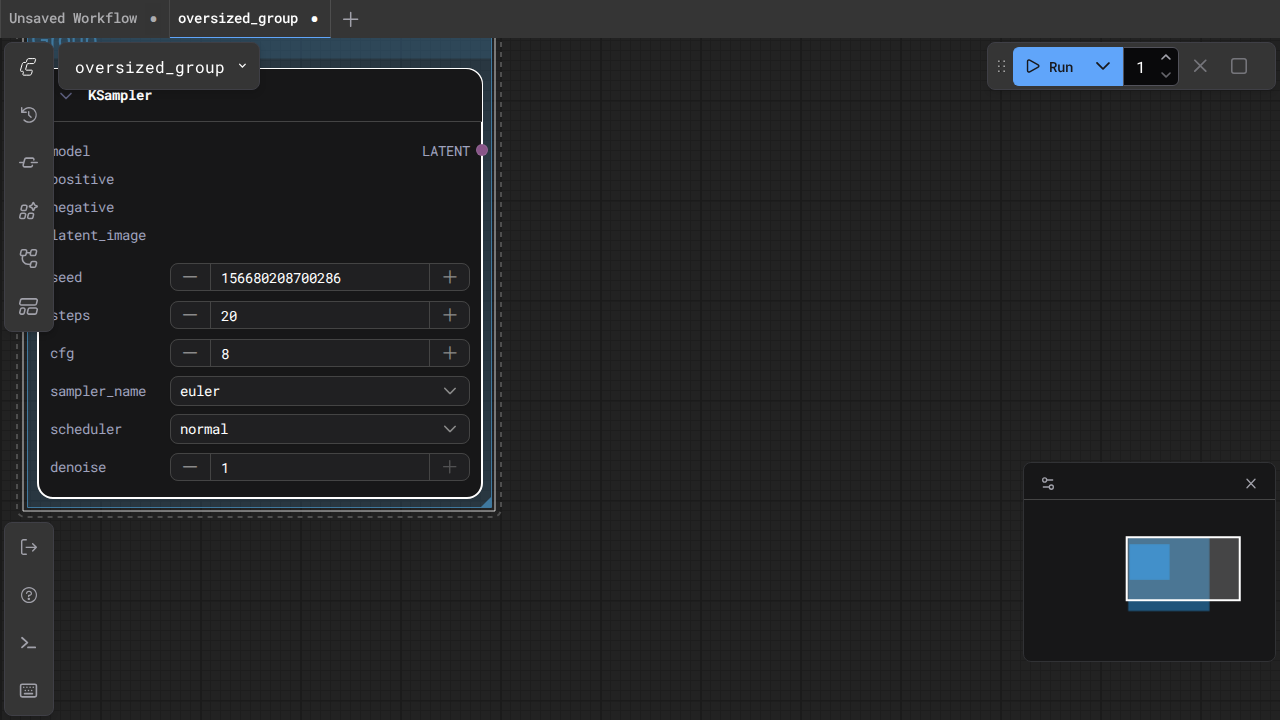 Unsaved Workflow
oversized_group
Group
oversized_group
Run
1
KSampler
model
LATENT
positive
negative
latent_image
seed
156680208700286
steps
20
cfg
8
sampler_name
euler
scheduler
normal
denoise
1